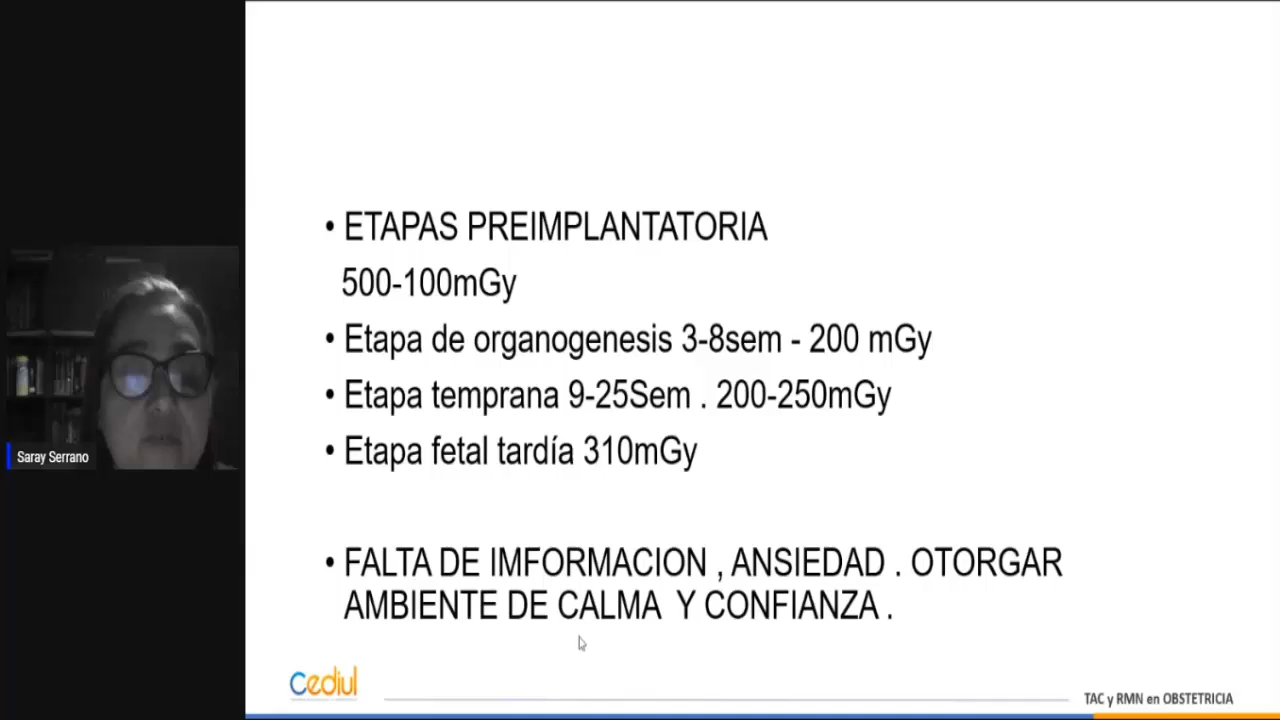 • ETAPAS PREIMPLANTATORIA
500-100mGy
• Etapa de organogenesis 3-8sem - 200 mGy
• Etapa temprana 9-25Sem . 200-250mGy
• Etapa fetal tardía 310mGy
• FALTA DE IMFORMACION , ANSIEDAD . OTORGAR
AMBIENTE DE CALMA Y CONFIANZA .
Saray Serrano
Cediul
TAC y RMN en OBSTETRICIA